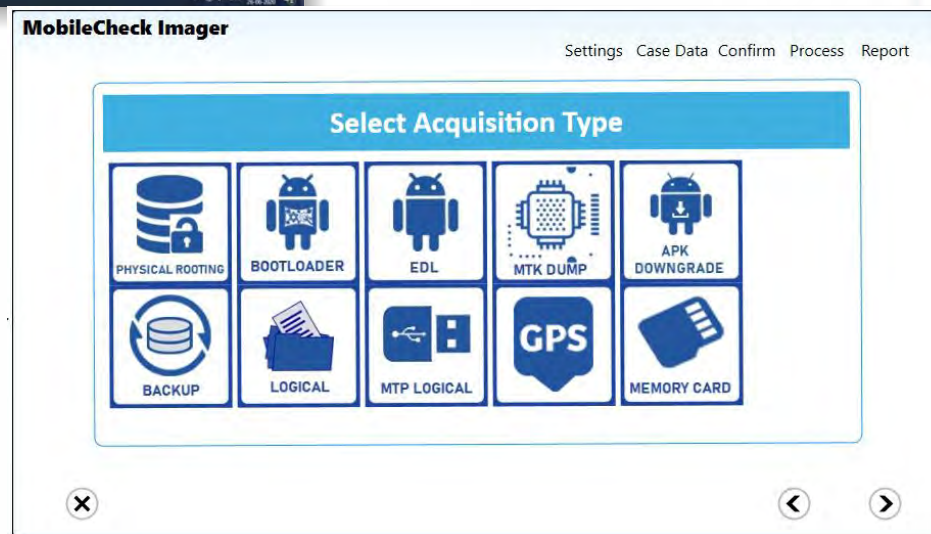 MobileCheck Imager
Settings Case Data Confirm Process Report
Select Acquisition Type
PHYSICAL ROOTING
BOOTLOADER
EDL
MTK DUMP
APK
DOWNGRADE
BACKUP
LOGICAL
MTP LOGICAL
GPS
MEMORY CARD